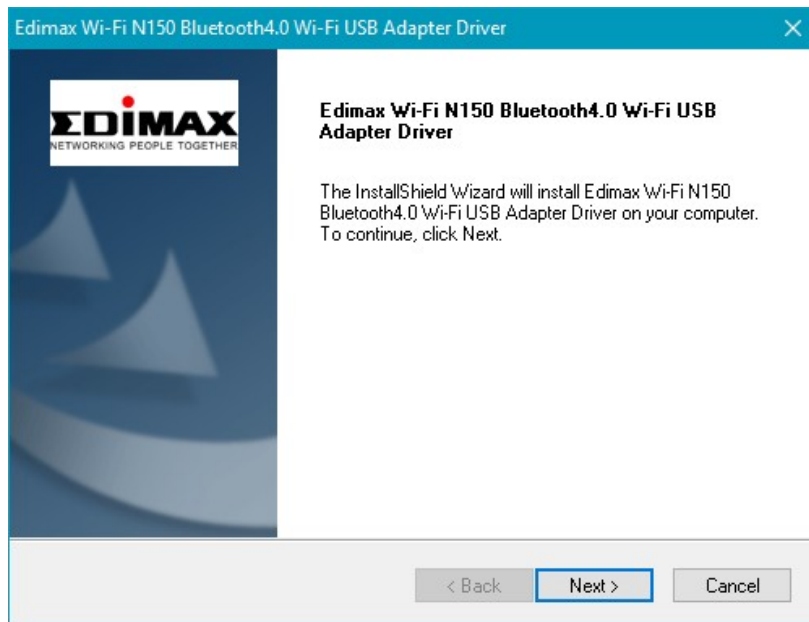 Edimax Wi-Fi N150 Bluetooth4.0 Wi-Fi USB Adapter Driver
EDIMAX
NETWORKING PEOPLE TOGETHER
Edimax Wi-Fi N150 Bluetooth4.0 Wi-Fi USB
Adapter Driver
The InstallShield Wizard will install Edimax Wi-Fi N150
Bluetooth4.0 Wi-Fi USB Adapter Driver on your computer.
To continue, click Next.
< Back
Next >
Cancel